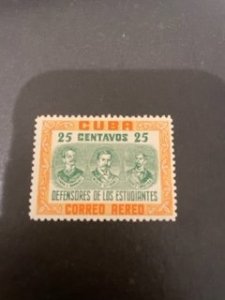 CUBA
25 CENTAVOS 25
DEFENSORES DE LOS ESTUDIANTES
CORREO AEREO